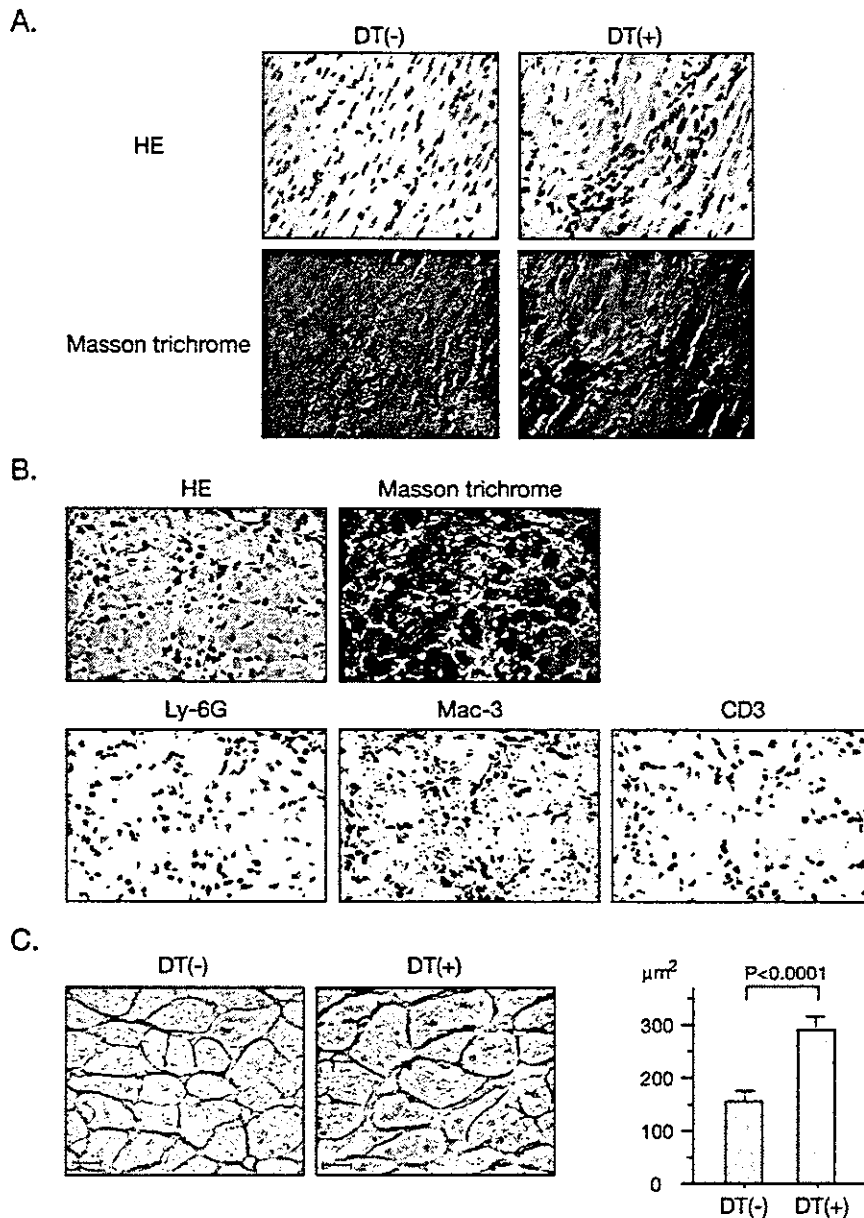 A.
DT(-) DT(+)
HE
Masson trichrome
B.
HE Masson trichrome
Ly-6G Mac-3 CD3
C.
DT(-) DT(+)
μm²
P<0.0001
300
200
100
0
DT(-) DT(+)